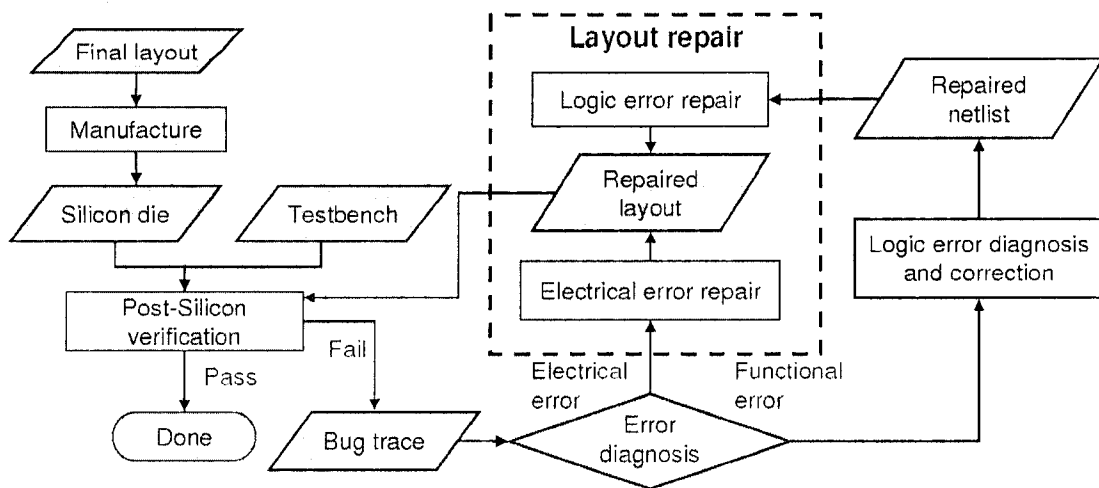 Final layout
Manufacture
Silicon die
Testbench
Post-Silicon
verification
Pass
Fail
Done
Bug trace
Layout repair
Logic error repair
Repaired
layout
Electrical error repair
Electrical
error
Functional
error
Error
diagnosis
Repaired
netlist
Logic error diagnosis
and correction